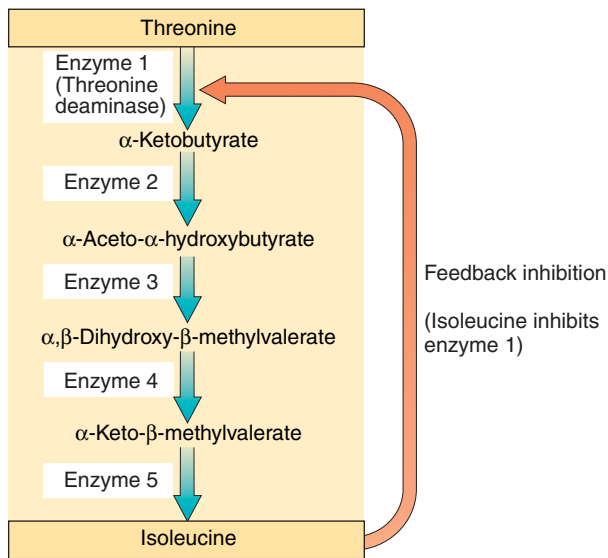 Threonine
Enzyme 1
(Threonine
deaminase)
α-Ketobutyrate
Enzyme 2
α-Aceto-α-hydroxybutyrate
Enzyme 3
α,β-Dihydroxy-β-methylvalerate
Enzyme 4
α-Keto-β-methylvalerate
Enzyme 5
Isoleucine
Feedback inhibition
(Isoleucine inhibits
enzyme 1)